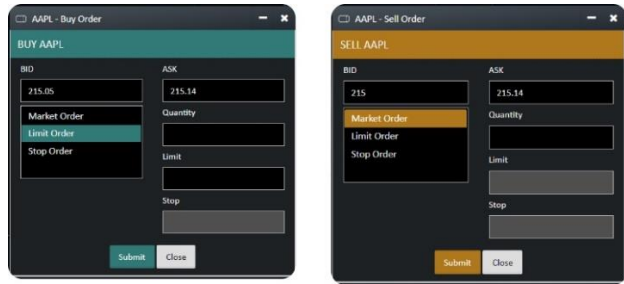 AAPL - Buy Order
BUY AAPL
BID
ASK
215.05
215.14
Market Order
Limit Order
Stop Order
Quantity
Limit
Stop
Submit
Close
AAPL - Sell Order
SELL AAPL
BID
ASK
215
215.14
Market Order
Limit Order
Stop Order
Quantity
Limit
Stop
Submit
Close